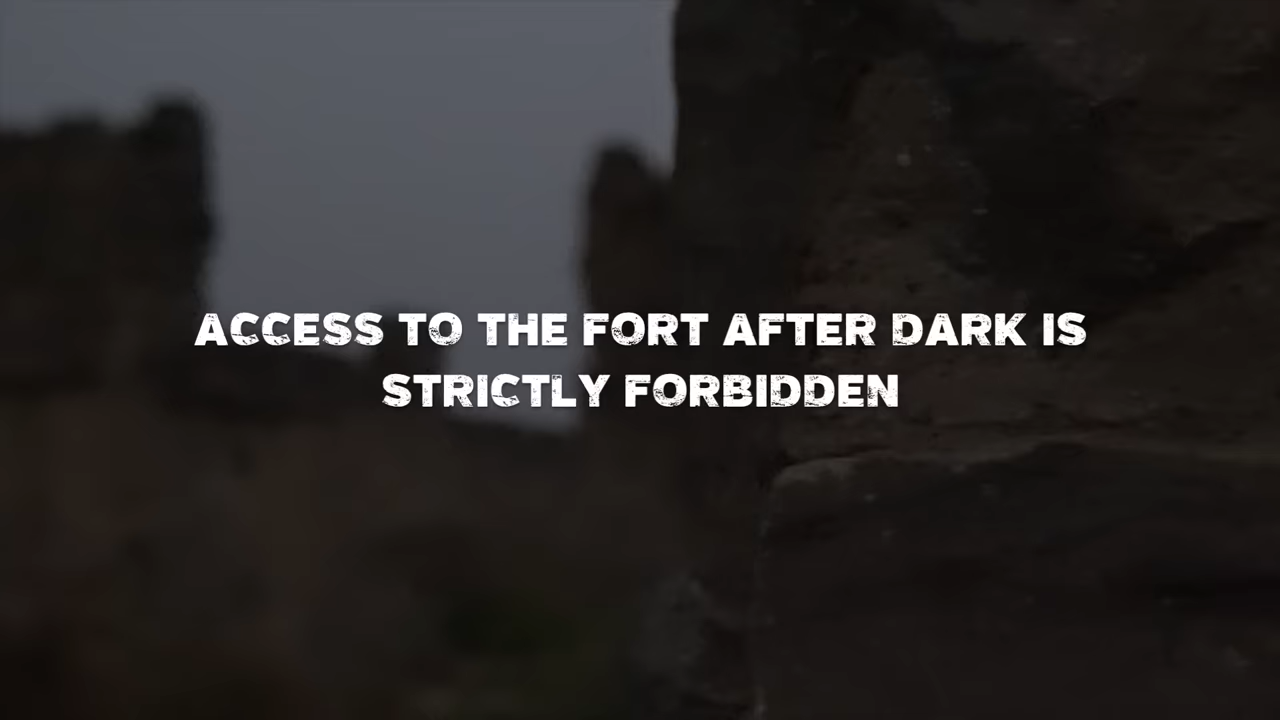 ACCESS TO THE FORT AFTER DARK IS
STRICTLY FORBIDDEN